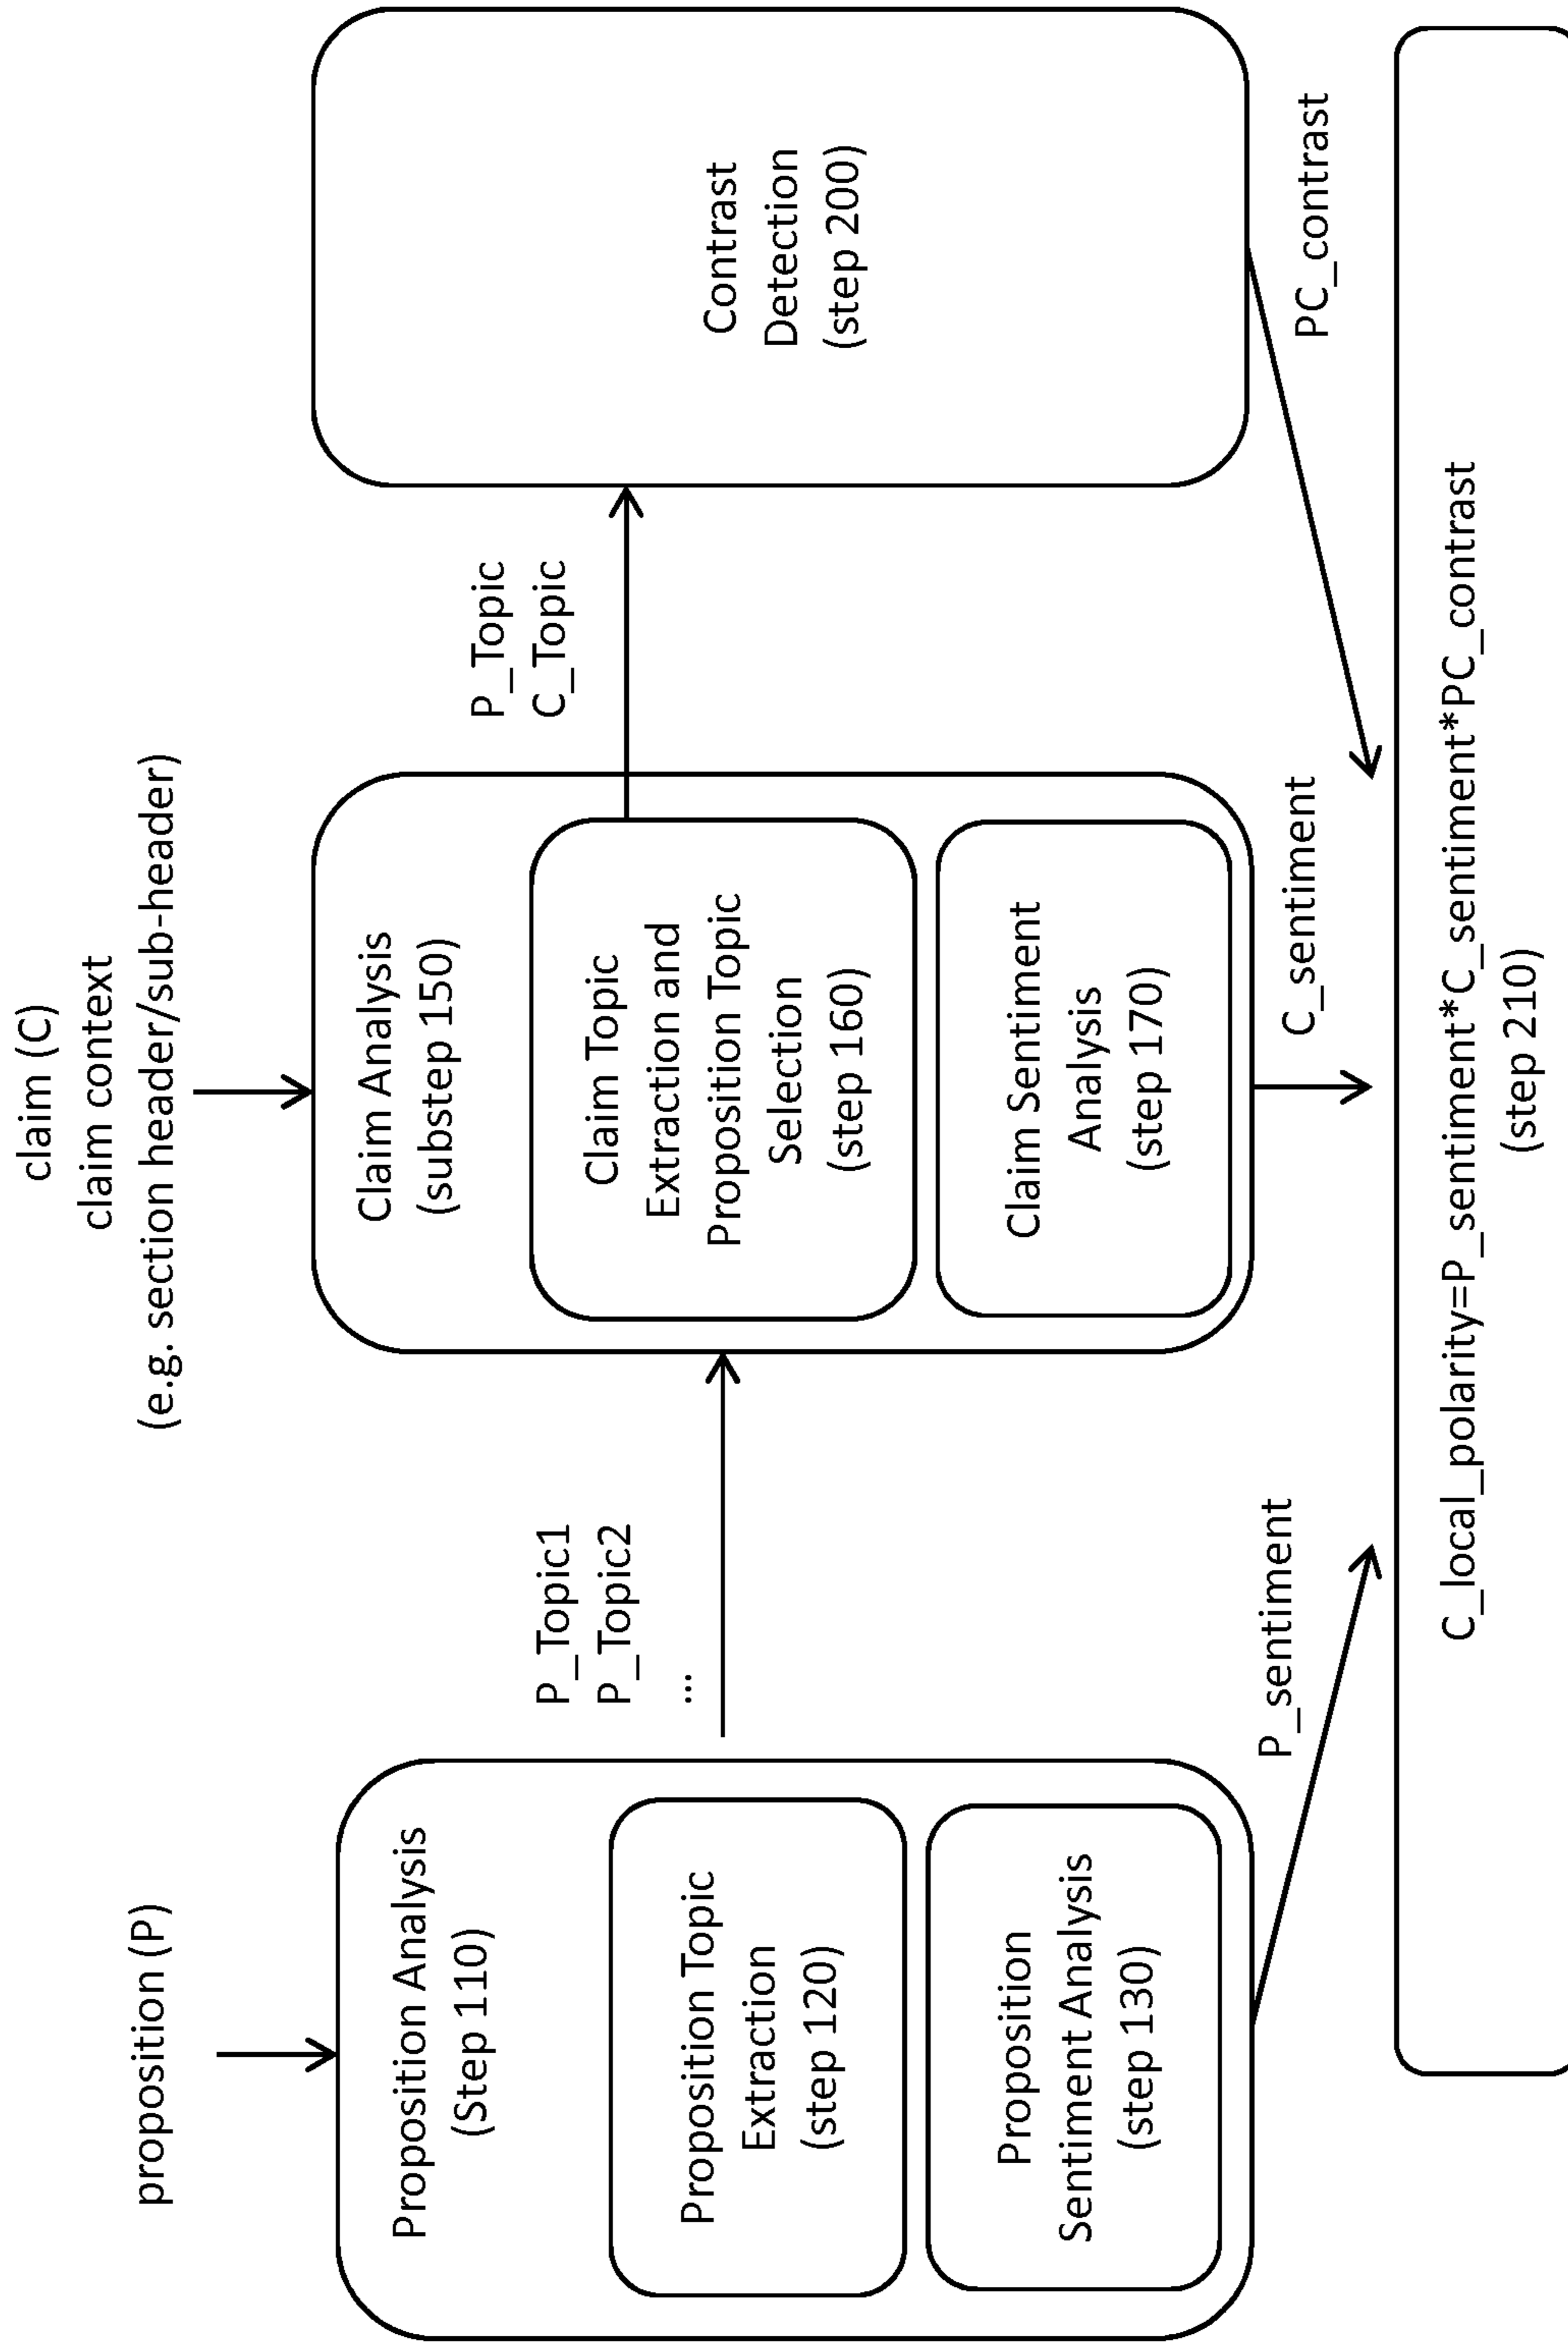 proposition (P)
Proposition Analysis
(Step 110)
Proposition Topic
Extraction
(step 120)
Proposition
Sentiment Analysis
(step 130)
P_Topic1
P_Topic2
...
P_sentiment
claim (C)
claim context
(e.g. section header/sub-header)
Claim Analysis
(substep 150)
Claim Topic
Extraction and
Proposition Topic
Selection
(step 160)
Claim Sentiment
Analysis
(step 170)
C_sentiment
P_Topic
C_Topic
Contrast
Detection
(step 200)
PC_contrast
C_local_polarity=P_sentiment*C_sentiment*PC_contrast
(step 210)